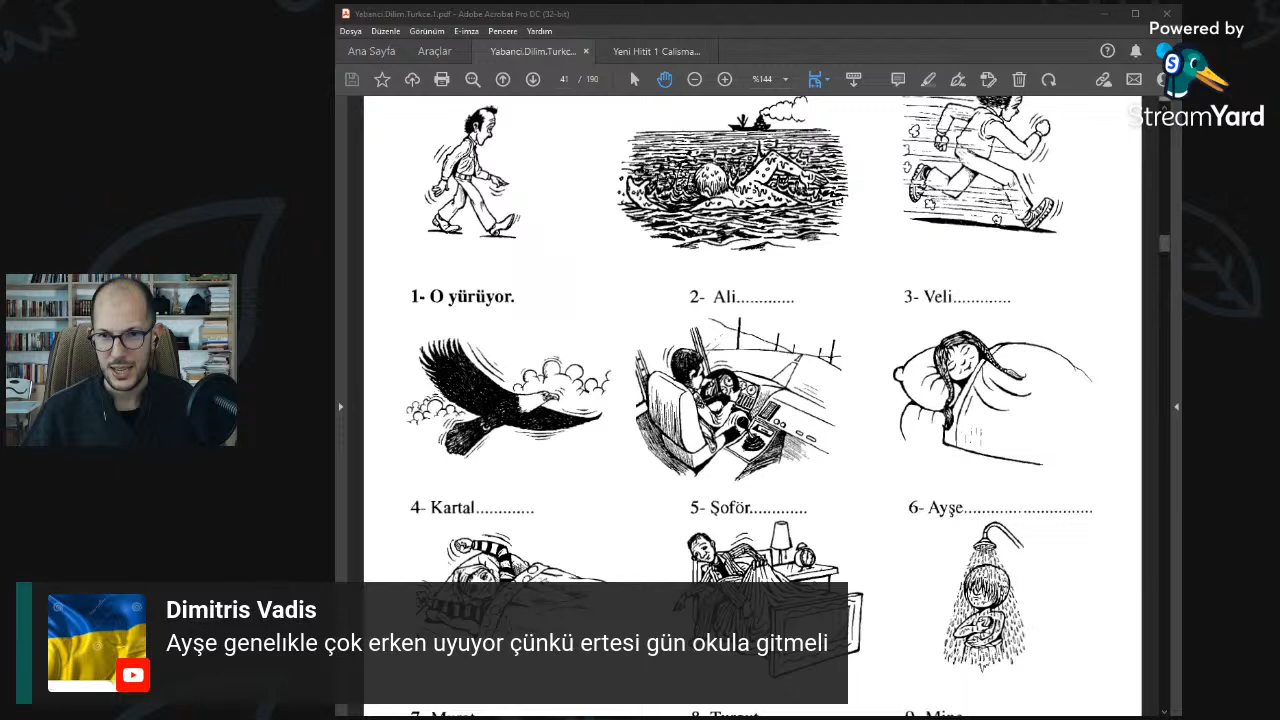 Yabanci.Dilim.Turkce.1.pdf - Adobe Acrobat Pro DC (32-bit)
Powered by
StreamYard
Dosya Düzenle Görünüm E-imza Pencere Yardım
Ana Sayfa Araçlar Yabanci.Dilim.Turkc... × Yeni Hitit 1 Calisma...
41 / 190 %144
1- O yürüyor.
2- Ali.............
3- Veli.............
4- Kartal.............
5- Şoför.............
6- Ayşe.............................
Dimitris Vadis
Ayşe genelıkle çok erken uyuyor çünkü ertesi gün okula gitmeli